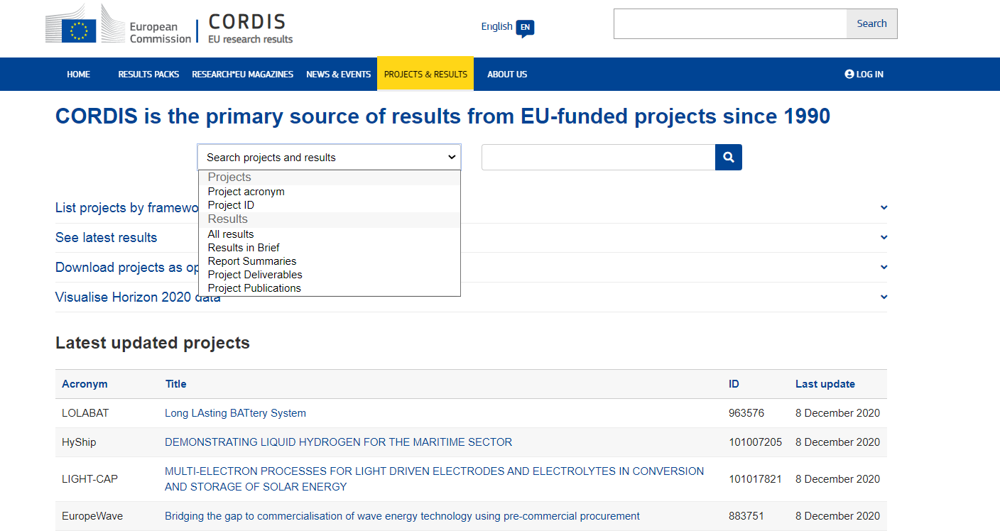 European
Commission
CORDIS
EU research results
English EN
Search
HOME RESULTS PACKS RESEARCH*EU MAGAZINES NEWS & EVENTS PROJECTS & RESULTS ABOUT US LOG IN
CORDIS is the primary source of results from EU-funded projects since 1990
Search projects and results
Projects
Project acronym
Project ID
Results
All results
Results in Brief
Report Summaries
Project Deliverables
Project Publications
List projects by framewo
See latest results
Download projects as op
Visualise Horizon 2020 data
Latest updated projects
Acronym Title ID Last update
LOLABAT Long LAsting BATtery System 963576 8 December 2020
HyShip DEMONSTRATING LIQUID HYDROGEN FOR THE MARITIME SECTOR 101007205 8 December 2020
LIGHT-CAP MULTI-ELECTRON PROCESSES FOR LIGHT DRIVEN ELECTRODES AND ELECTROLYTES IN CONVERSION
AND STORAGE OF SOLAR ENERGY 101017821 8 December 2020
EuropeWave Bridging the gap to commercialisation of wave energy technology using pre-commercial procurement 883751 8 December 2020